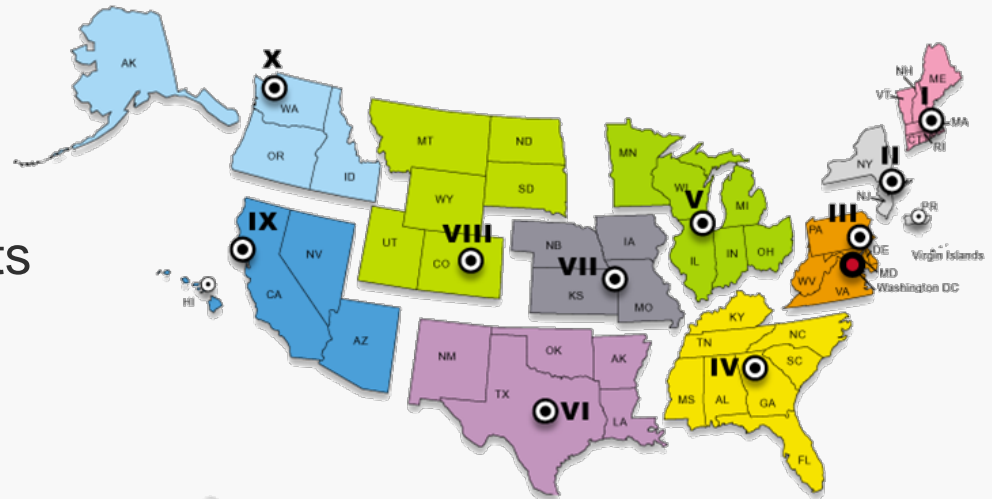 AK
X
WA
OR
ID
MT
ND
SD
WY
UT
CO
VIII
IX
NV
CA
AZ
HI
MN
WI
MI
V
IL
IN
OH
NB
IA
VII
KS
MO
NM
OK
AK
TX
VI
LA
KY
TN
NC
SC
IV
MS
AL
GA
FL
NH
ME
VT
I
MA
CT
RI
NY
II
NJ
PR
Virgin Islands
III
PA
DE
MD
WV
VA
Washington DC
ts